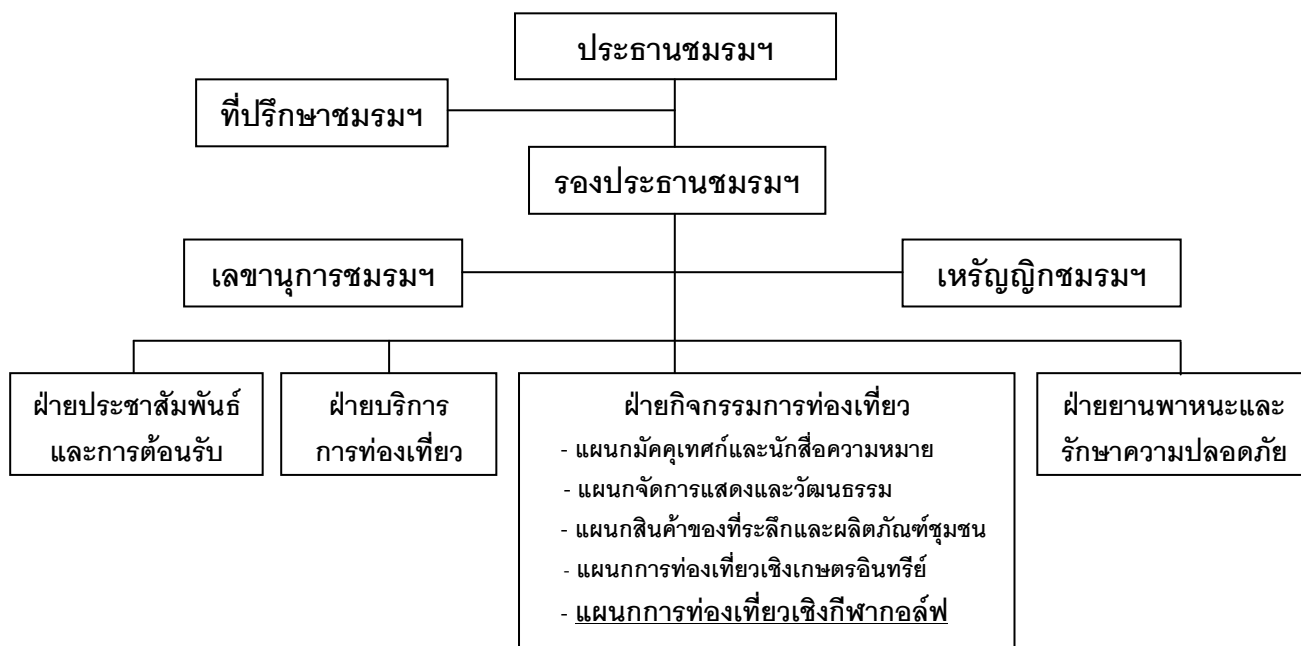 ประธานชมรมฯ
ที่ปรึกษาชมรมฯ
รองประธานชมรมฯ
เลขานุการชมรมฯ
เหรัญญิกชมรมฯ
ฝ่ายประชาสัมพันธ์
และการต้อนรับ
ฝ่ายบริการ
การท่องเที่ยว
ฝ่ายกิจกรรมการท่องเที่ยว
- แผนกมัคคุเทศก์และนักสื่อความหมาย
- แผนกจัดการแสดงและวัฒนธรรม
- แผนกสินค้าของที่ระลึกและผลิตภัณฑ์ชุมชน
- แผนกการท่องเที่ยวเชิงเกษตรอินทรีย์
- แผนกการท่องเที่ยวเชิงกีฬากอล์ฟ
ฝ่ายยานพาหนะและ
รักษาความปลอดภัย